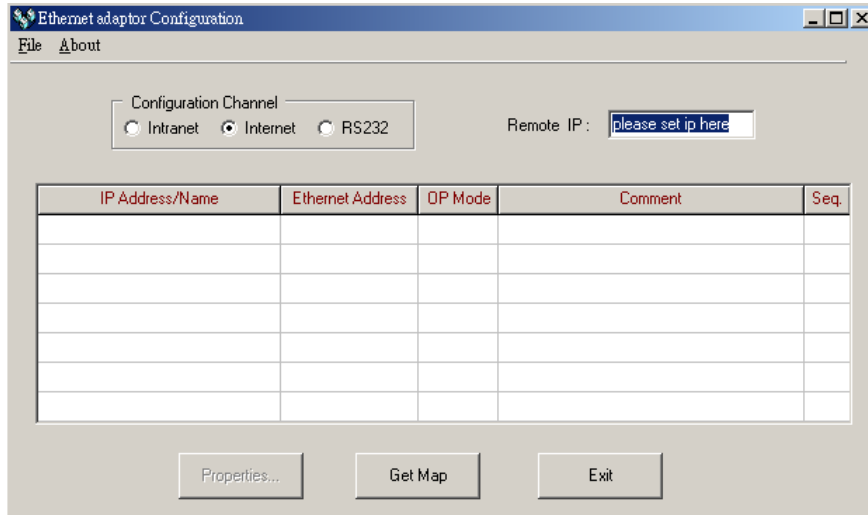 Ethernet adaptor Configuration
File About
Configuration Channel
Intranet Internet RS232
Remote IP : please set ip here
IP Address/Name Ethernet Address OP Mode Comment Seq.
Properties... Get Map Exit